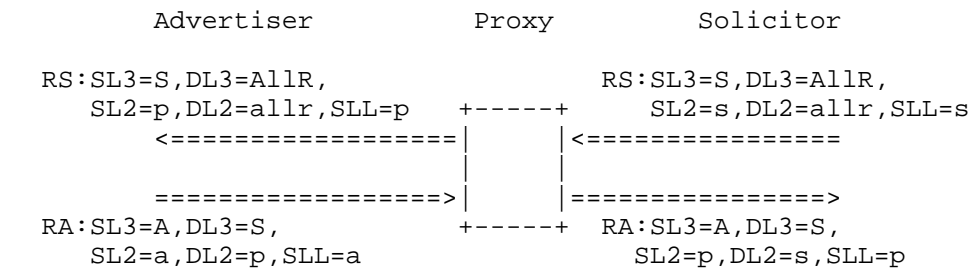 Advertiser Proxy Solicitor
RS:SL3=S,DL3=AllR, RS:SL3=S,DL3=AllR,
SL2=p,DL2=allr,SLL=p +-----+ SL2=s,DL2=allr,SLL=s
<==================| |<================
| |
==================>| |================>
RA:SL3=A,DL3=S, +-----+ RA:SL3=A,DL3=S,
SL2=a,DL2=p,SLL=a SL2=p,DL2=s,SLL=p